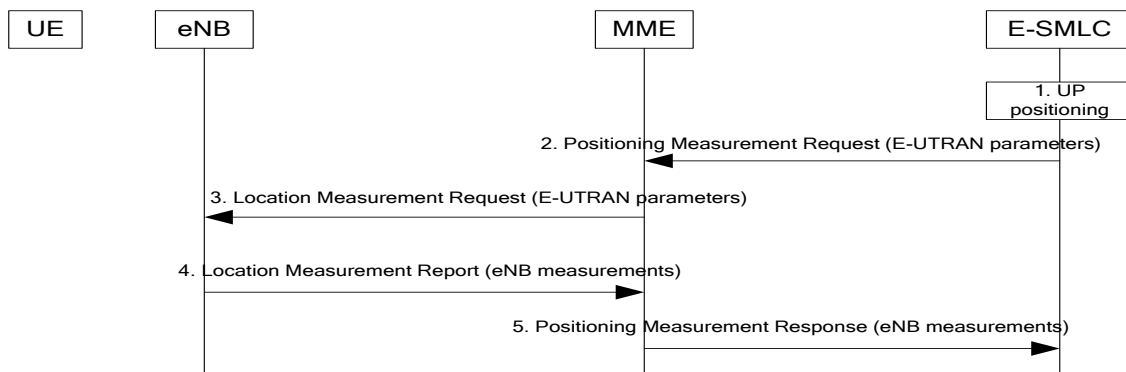 UE
eNB
MME
E-SMLC
1. UP
positioning
2. Positioning Measurement Request (E-UTRAN parameters)
3. Location Measurement Request (E-UTRAN parameters)
4. Location Measurement Report (eNB measurements)
5. Positioning Measurement Response (eNB measurements)